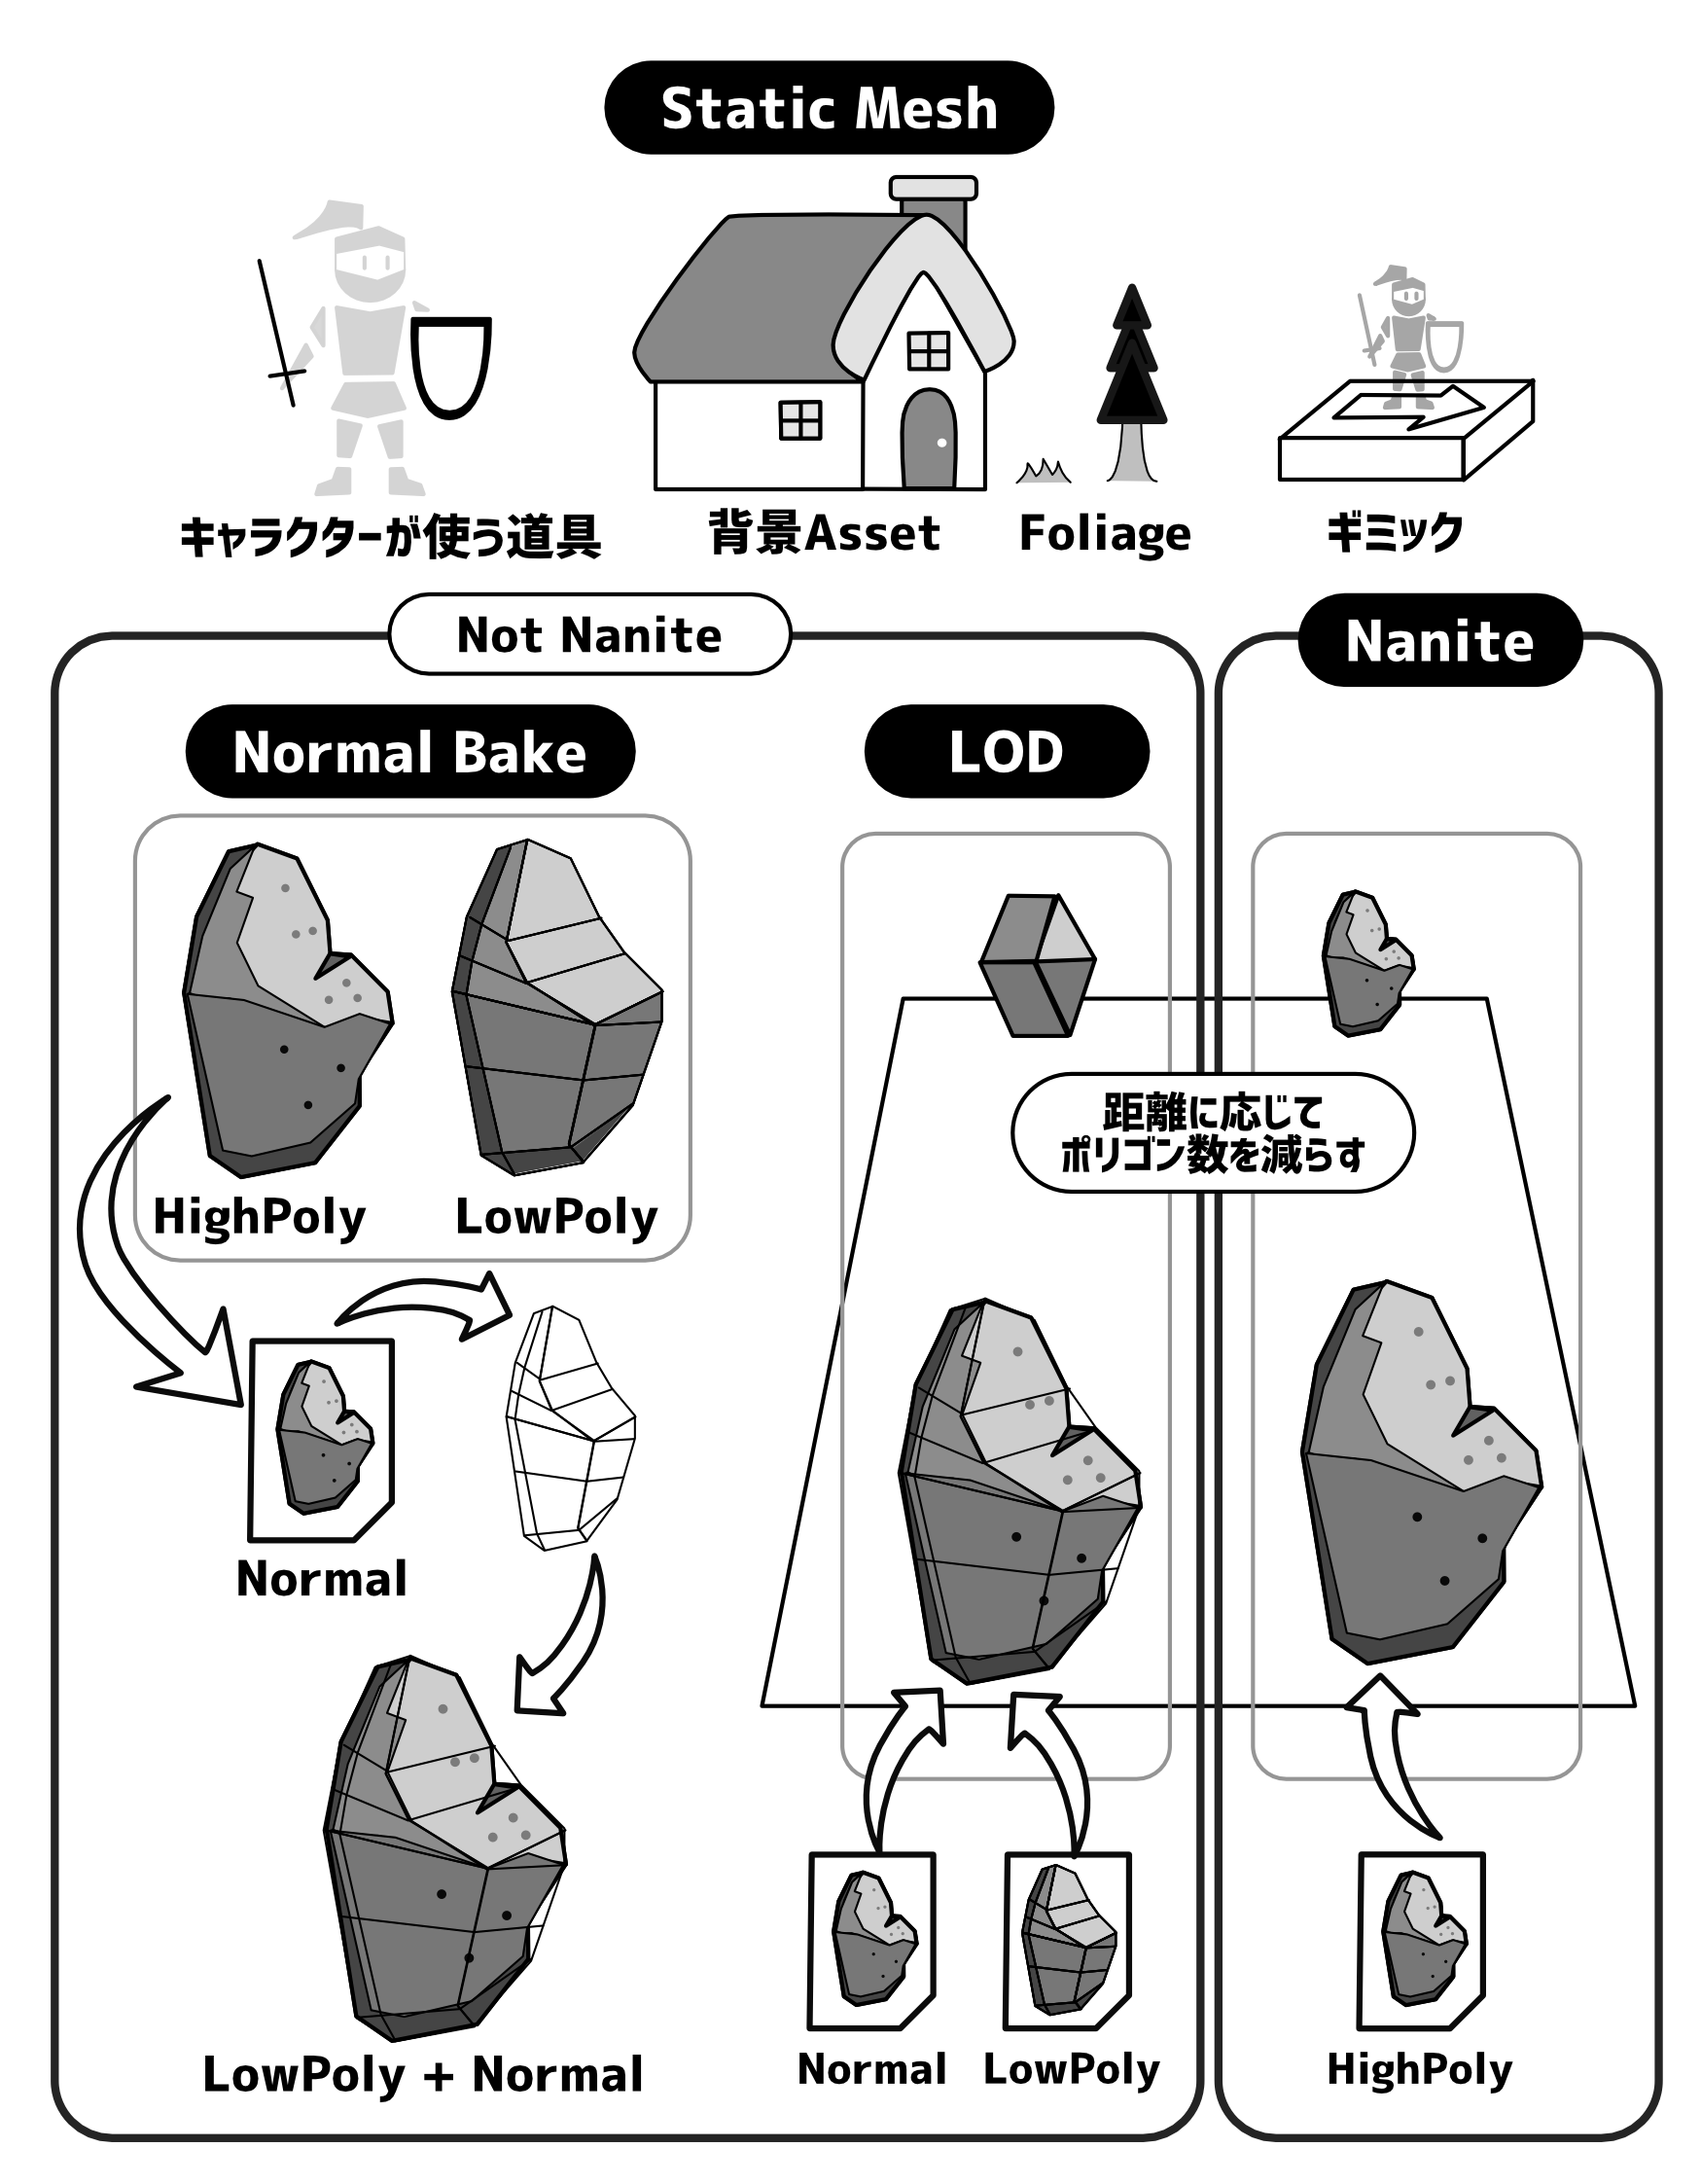 Static Mesh
キャラクターが使う道具
背景Asset
Foliage
ギミック
Not Nanite
Nanite
Normal Bake
LOD
HighPoly
LowPoly
距離に応じて
ポリゴン数を減らす
Normal
LowPoly + Normal
Normal
LowPoly
HighPoly